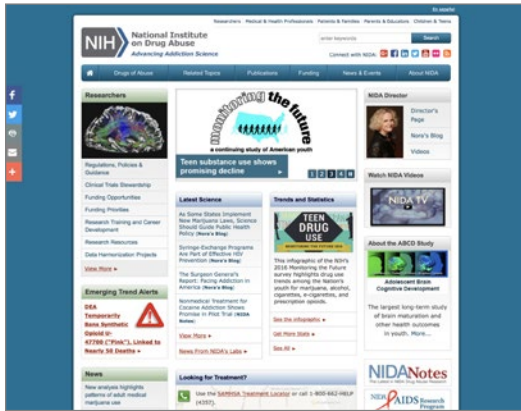 En español
Researchers Medical & Health Professionals Patients & Families Parents & Educators Children & Teens
NIH
National Institute
on Drug Abuse
Advancing Addiction Science
enter keywords
Search
Connect with NIDA:
Drugs of Abuse
Related Topics
Publications
Funding
News & Events
About NIDA
Researchers
Regulations, Policies &
Guidance
Clinical Trials Stewardship
Funding Opportunities
Funding Priorities
Research Training and Career
Development
Research Resources
Data Harmonization Projects
View More
Emerging Trend Alerts
DEA
Temporarily
Bans Synthetic
Opioid U-
47700 ("Pink"), Linked to
Nearly 50 Deaths
News
New analysis highlights
patterns of adult medical
marijuana use
monitoring the future
a continuing study of American youth
Teen substance use shows
promising decline
1 2 3 4
Latest Science
As Some States Implement
New Marijuana Laws, Science
Should Guide Public Health
Policy (Nora's Blog)
Syringe-Exchange Programs
Are Part of Effective HIV
Prevention (Nora's Blog)
The Surgeon General's
Report: Facing Addiction in
America (Nora's Blog)
Nonmedical Treatment for
Cocaine Addiction Shows
Promise in Pilot Trial (NIDA
Notes)
View More
News From NIDA's Labs
Trends and Statistics
TEEN
DRUG
USE
MONITORING THE FUTURE 2016
This infographic of the NIH's
2016 Monitoring the Future
survey highlights drug use
trends among the Nation's
youth for marijuana, alcohol,
cigarettes, e-cigarettes, and
prescription opioids.
See the infographic
Get More Stats
See All
Looking for Treatment?
Use the SAMHSA Treatment Locator or call 1-800-662-HELP
(4357).
NIDA Director
Director's
Page
Nora's Blog
Videos
Watch NIDA Videos
NIDA TV
About the ABCD Study
Adolescent Brain
Cognitive Development
The largest long-term study
of brain maturation and
other health outcomes
in youth. More...
NIDANotes
The Latest in NIDA Drug Abuse Research
NIDA AIDS Research
Program